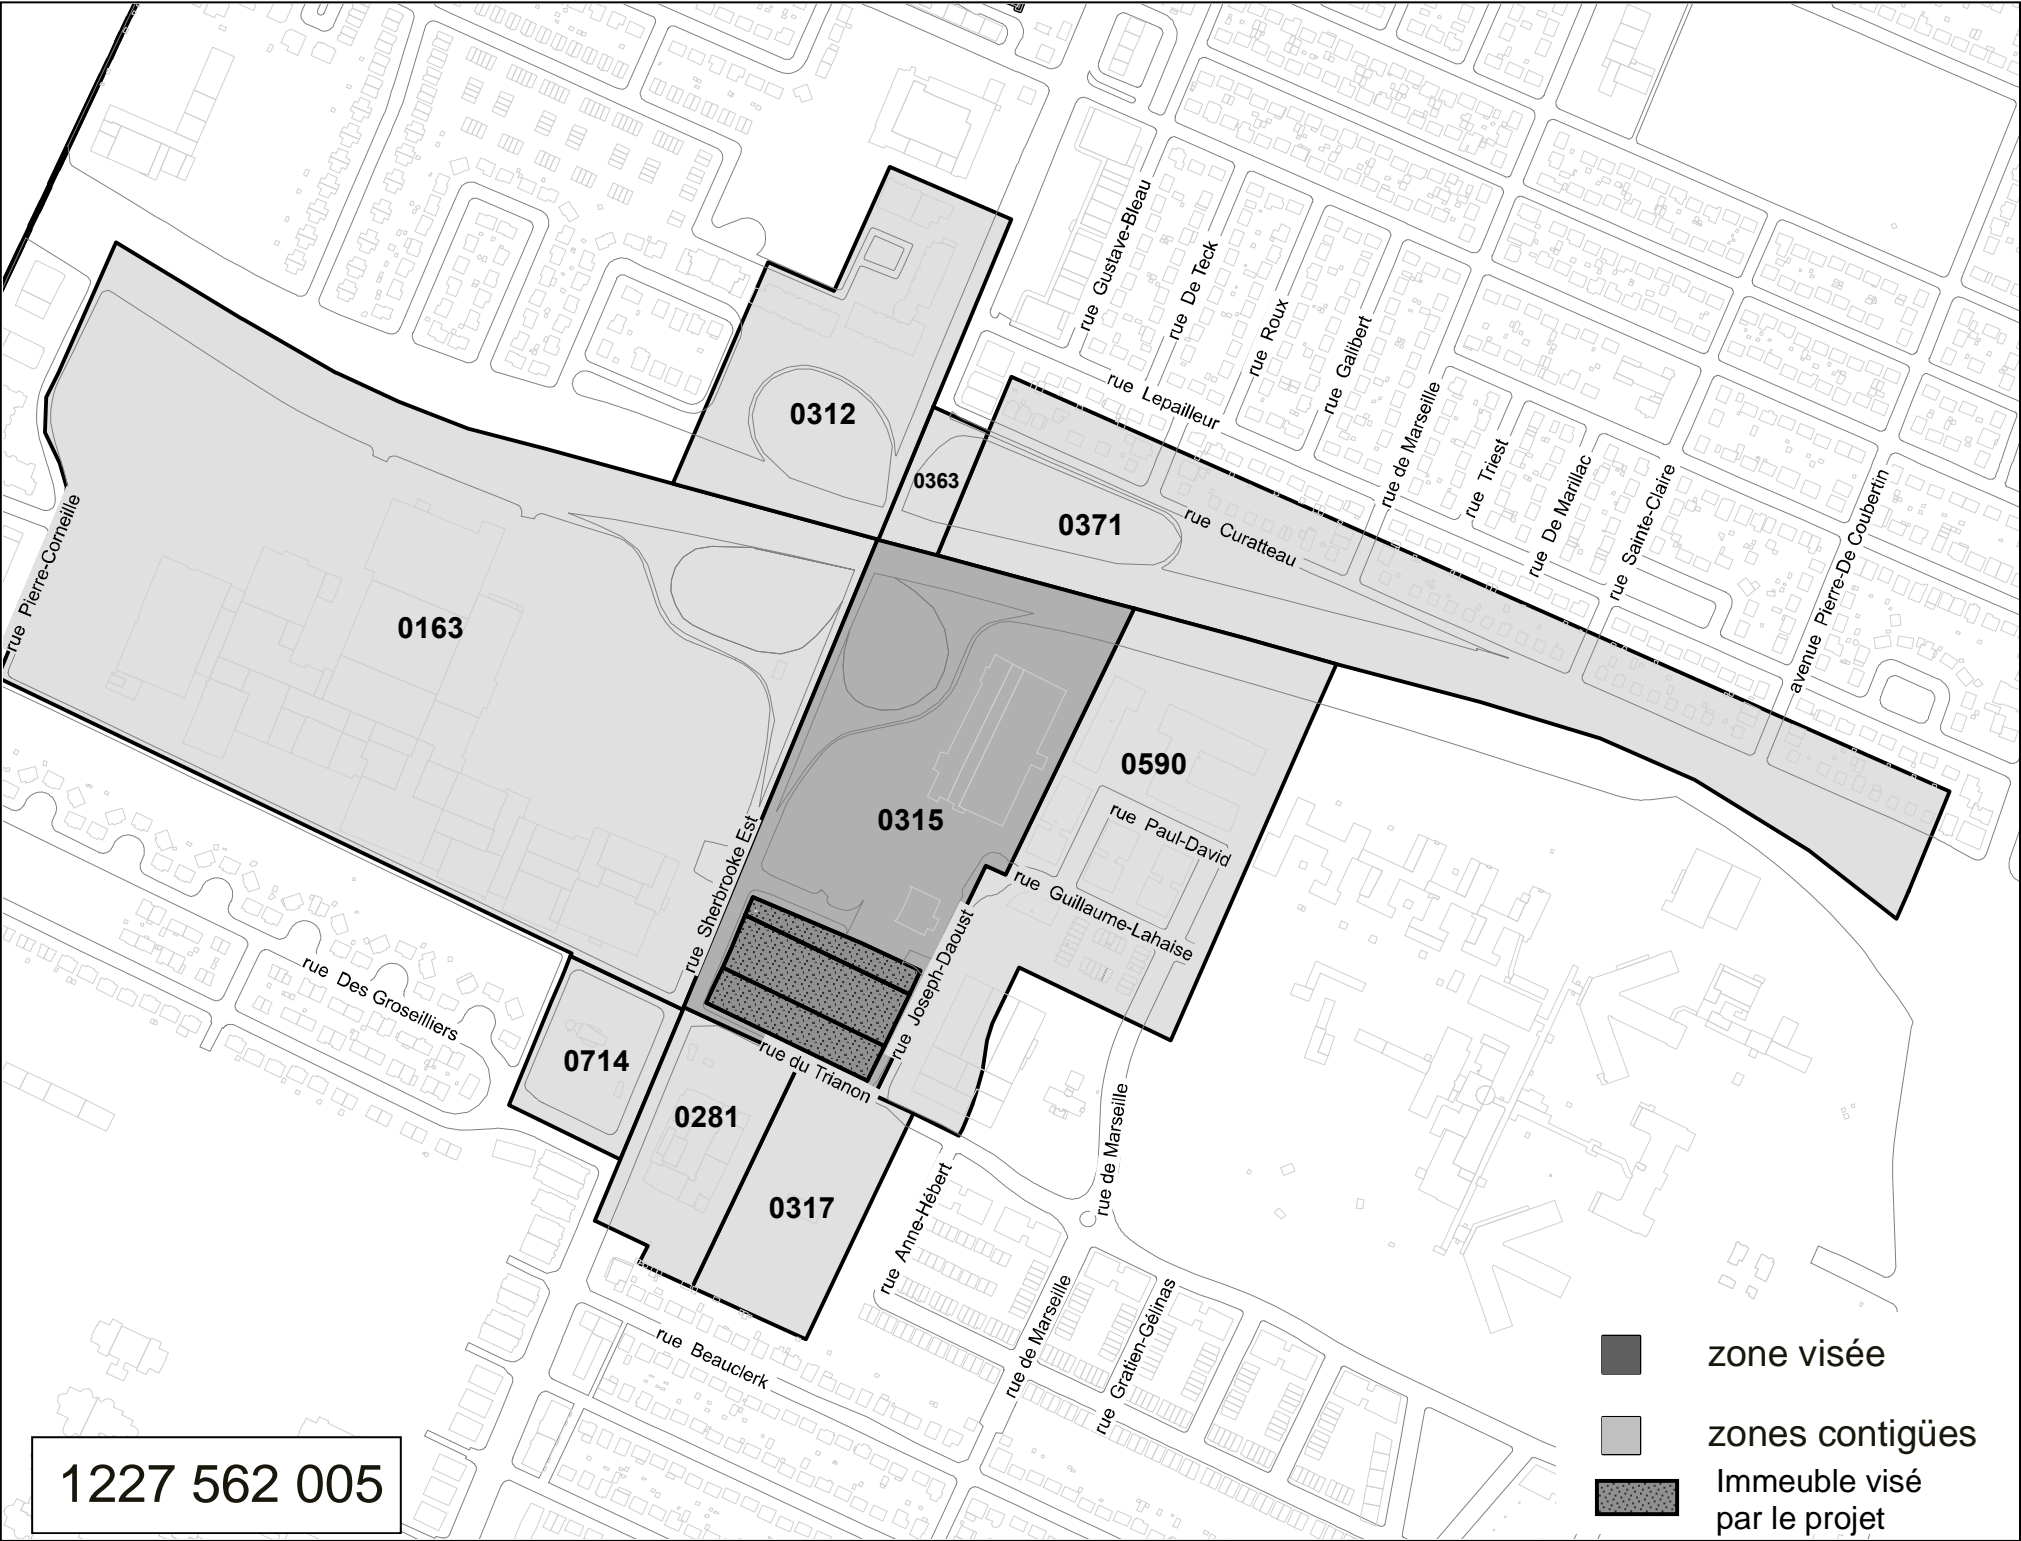 rue Gustave-Bleau
rue De Teck
rue Roux
rue Galibert
rue de Marseille
rue Triest
rue De Marillac
rue Sainte-Claire
avenue Pierre-De Coubertin
rue Lepailleur
rue Curatteau
0312
0363
0371
rue Pierre-Corneille
0163
0590
0315
rue Paul-David
rue Guillaume-Lahaise
rue Sherbrooke Est
rue Joseph-Daoust
rue Des Groseilliers
rue du Trianon
0714
0281
0317
rue de Marseille
rue Anne-Hébert
rue de Marseille
rue Gratien-Gélinas
rue Beauclerk
zone visée
zones contigües
Immeuble visé
par le projet
1227 562 005